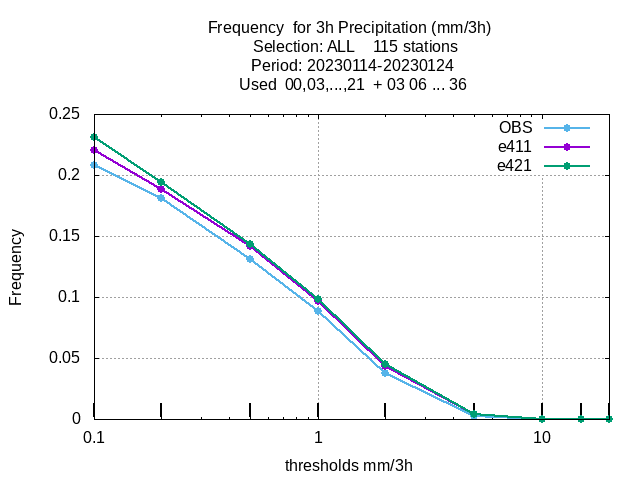 Frequency  for 3h Precipitation (mm/3h)
Selection: ALL    115 stations
Period: 20230114-20230124
Used  00,03,...,21  + 03 06 ... 36
0.25
0.2
0.15
0.1
0.05
0
Frequency
OBS
e411
e421
0.1
1
10
thresholds mm/3h